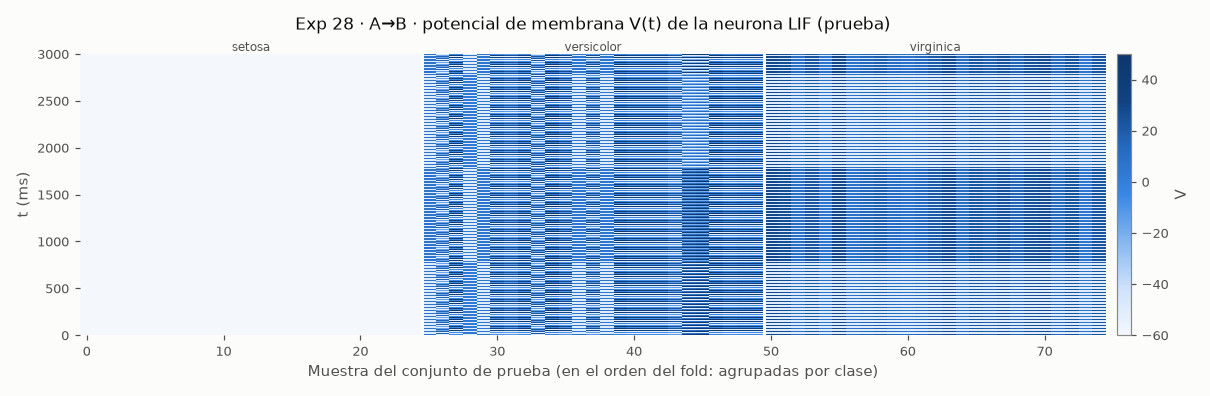 Exp 28 · A→B · potencial de membrana V(t) de la neurona LIF (prueba)
setosa versicolor virginica
3000
2500
2000
1500
1000
500
0
t (ms)
0 10 20 30 40 50 60 70
Muestra del conjunto de prueba (en el orden del fold: agrupadas por clase)
40
20
0
−20
−40
−60
V